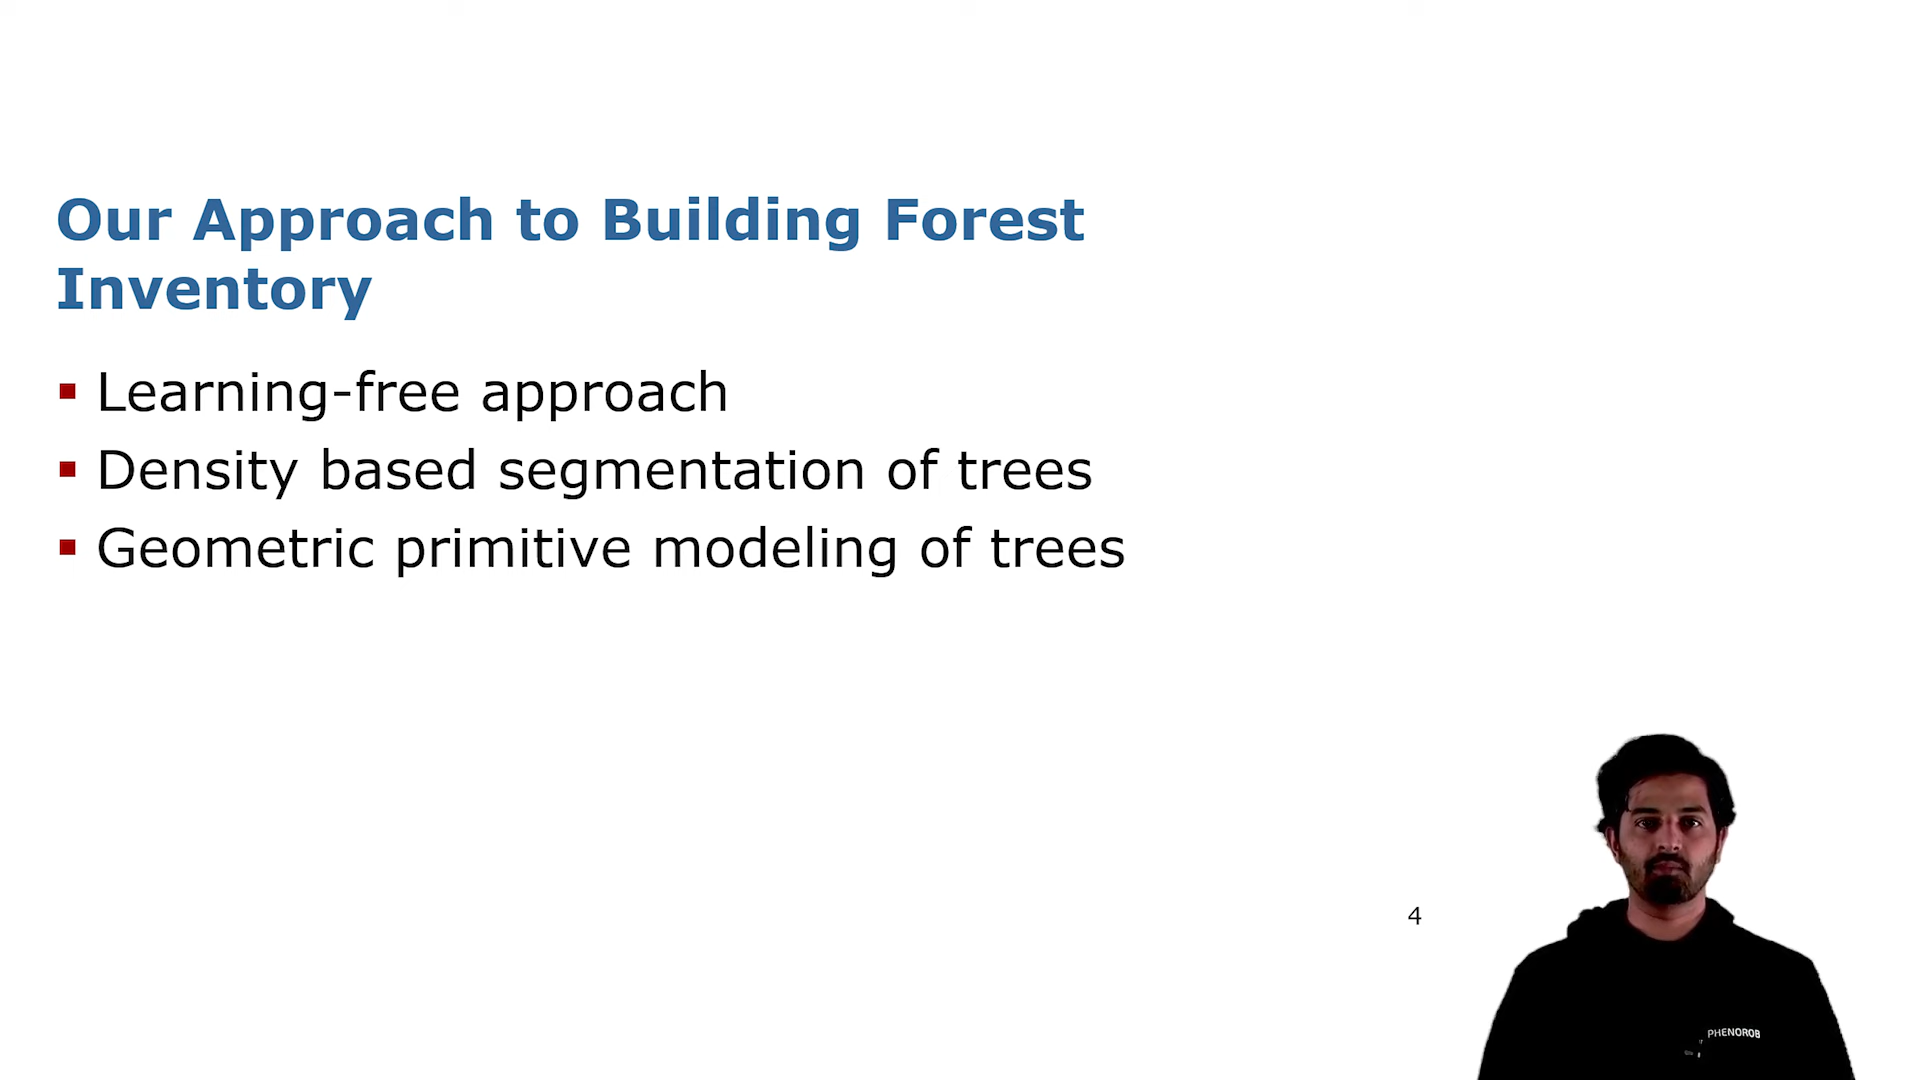 Our Approach to Building Forest
Inventory
Learning-free approach
Density based segmentation of trees
Geometric primitive modeling of trees
4
PHENOROB